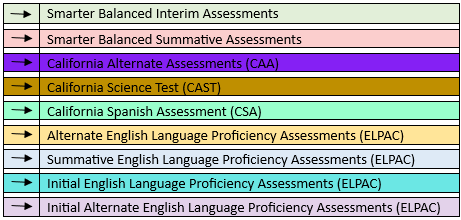 Smarter Balanced Interim Assessments
Smarter Balanced Summative Assessments
California Alternate Assessments (CAA)
California Science Test (CAST)
California Spanish Assessment (CSA)
Alternate English Language Proficiency Assessments (ELPAC)
Summative English Language Proficiency Assessments (ELPAC)
Initial English Language Proficiency Assessments (ELPAC)
Initial Alternate English Language Proficiency Assessments (ELPAC)